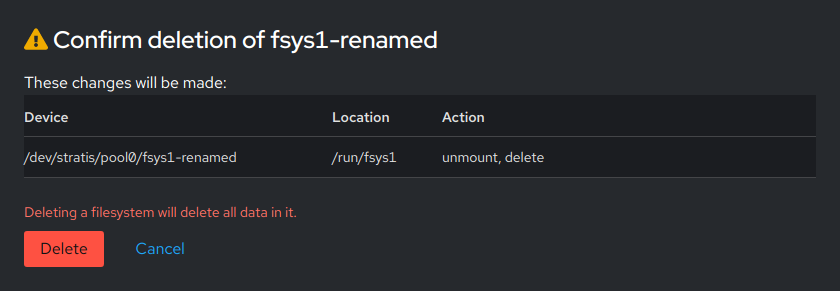 Confirm deletion of fsys1-renamed
These changes will be made:
Device Location Action
/dev/stratis/pool0/fsys1-renamed /run/fsys1 unmount, delete
Deleting a filesystem will delete all data in it.
Delete Cancel